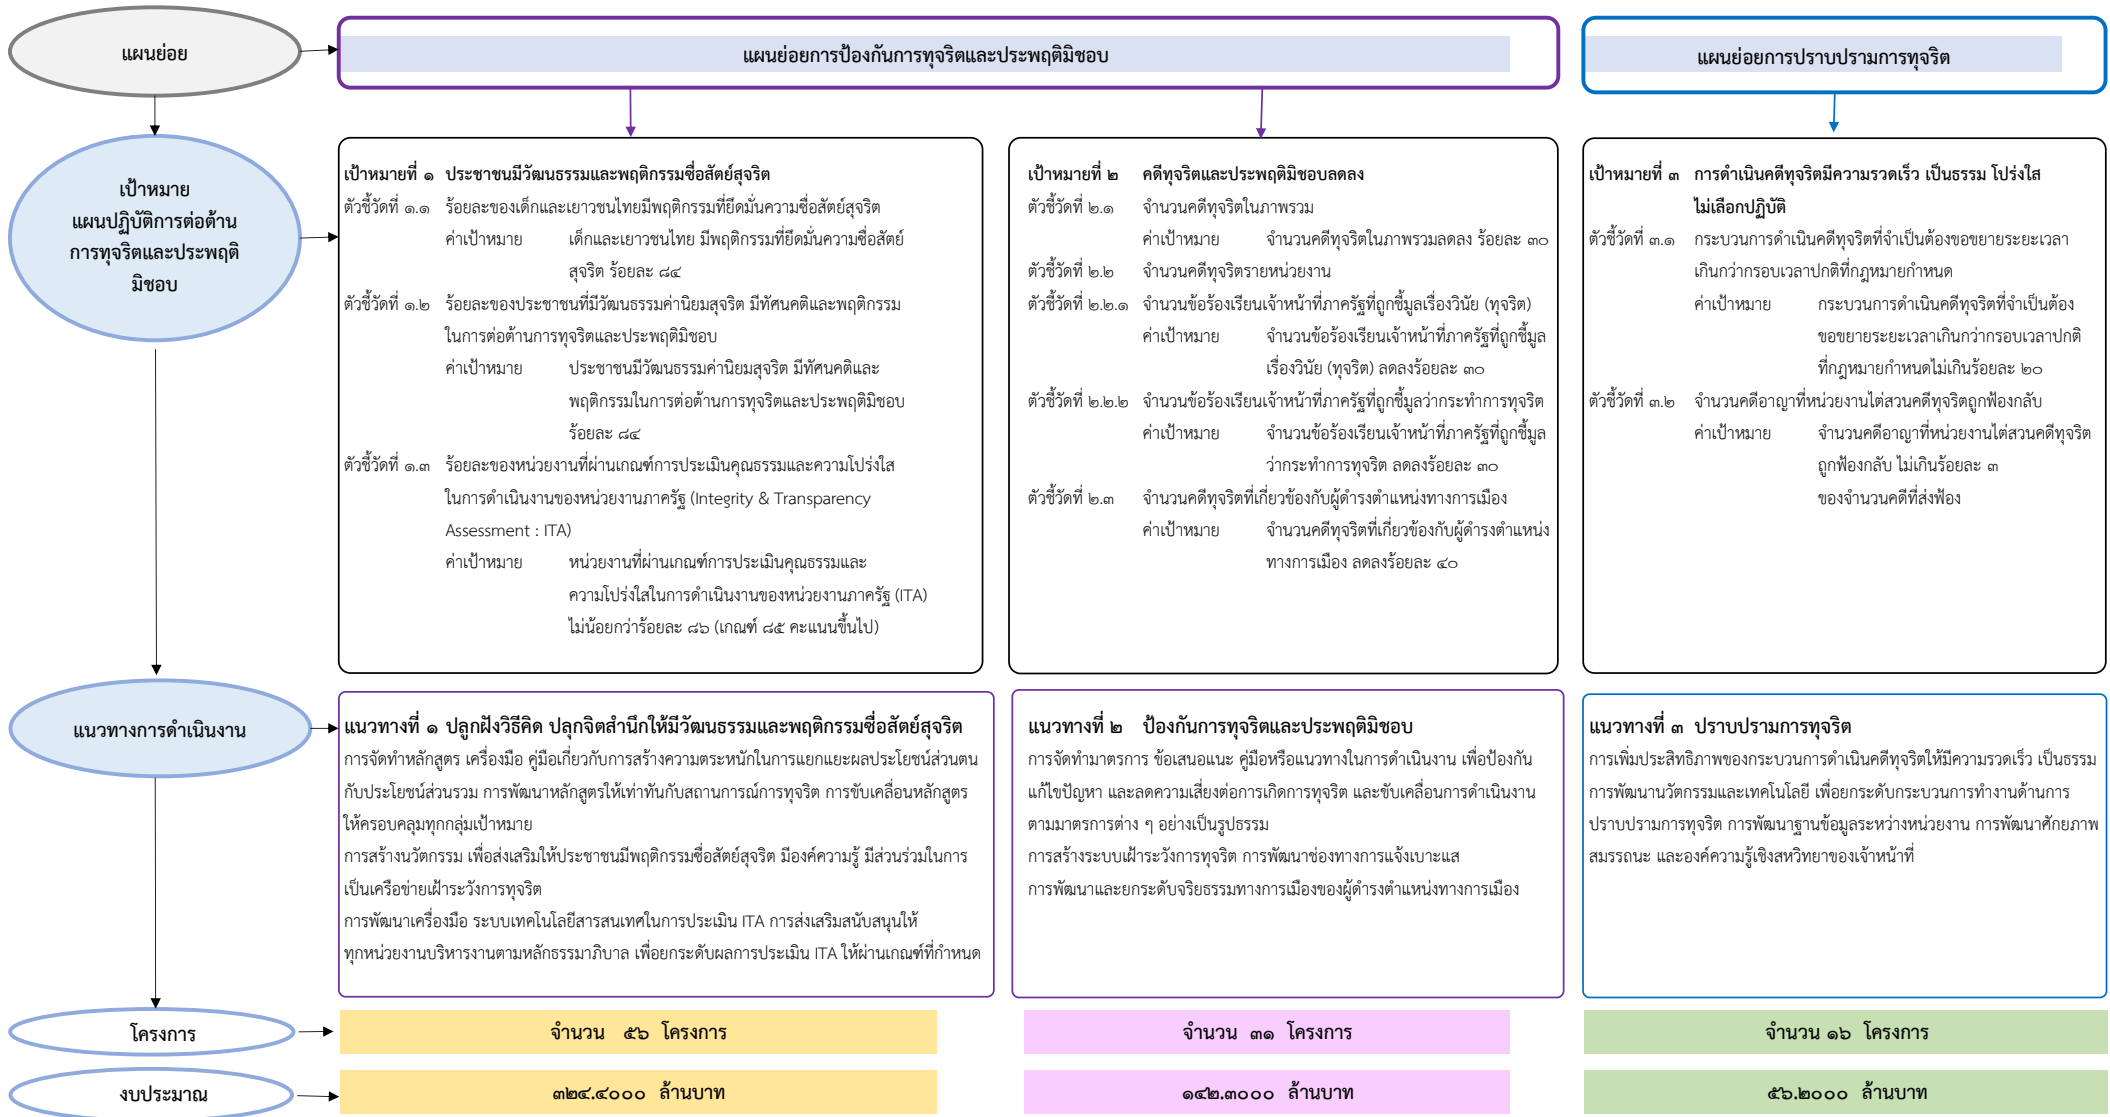 แผนย่อย
แผนย่อยการป้องกันการทุจริตและประพฤติมิชอบ
แผนย่อยการปราบปรามการทุจริต
เป้าหมาย
แผนปฏิบัติการต่อต้าน
การทุจริตและประพฤติ
มิชอบ
เป้าหมายที่ ๑ ประชาชนมีวัฒนธรรมและพฤติกรรมซื่อสัตย์สุจริต
ตัวชี้วัดที่ ๑.๑ ร้อยละของเด็กและเยาวชนไทยมีพฤติกรรมที่ยึดมั่นความซื่อสัตย์สุจริต
ค่าเป้าหมาย เด็กและเยาวชนไทย มีพฤติกรรมที่ยึดมั่นความซื่อสัตย์
สุจริต ร้อยละ ๘๔
ตัวชี้วัดที่ ๑.๒ ร้อยละของประชาชนที่มีวัฒนธรรมค่านิยมสุจริต มีทัศนคติและพฤติกรรม
ในการต่อต้านการทุจริตและประพฤติมิชอบ
ค่าเป้าหมาย ประชาชนมีวัฒนธรรมค่านิยมสุจริต มีทัศนคติและ
พฤติกรรมในการต่อต้านการทุจริตและประพฤติมิชอบ
ร้อยละ ๘๔
ตัวชี้วัดที่ ๑.๓ ร้อยละของหน่วยงานที่ผ่านเกณฑ์การประเมินคุณธรรมและความโปร่งใส
ในการดำเนินงานของหน่วยงานภาครัฐ (Integrity & Transparency
Assessment : ITA)
ค่าเป้าหมาย หน่วยงานที่ผ่านเกณฑ์การประเมินคุณธรรมและ
ความโปร่งใสในการดำเนินงานของหน่วยงานภาครัฐ (ITA)
ไม่น้อยกว่าร้อยละ ๘๖ (เกณฑ์ ๘๕ คะแนนขึ้นไป)
เป้าหมายที่ ๒ คดีทุจริตและประพฤติมิชอบลดลง
ตัวชี้วัดที่ ๒.๑ จำนวนคดีทุจริตในภาพรวม
ค่าเป้าหมาย จำนวนคดีทุจริตในภาพรวมลดลง ร้อยละ ๓๐
ตัวชี้วัดที่ ๒.๒ จำนวนคดีทุจริตรายหน่วยงาน
ตัวชี้วัดที่ ๒.๒.๑ จำนวนข้อร้องเรียนเจ้าหน้าที่ภาครัฐที่ถูกชี้มูลเรื่องวินัย (ทุจริต)
ค่าเป้าหมาย จำนวนข้อร้องเรียนเจ้าหน้าที่ภาครัฐที่ถูกชี้มูล
เรื่องวินัย (ทุจริต) ลดลงร้อยละ ๓๐
ตัวชี้วัดที่ ๒.๒.๒ จำนวนข้อร้องเรียนเจ้าหน้าที่ภาครัฐที่ถูกชี้มูลว่ากระทำการทุจริต
ค่าเป้าหมาย จำนวนข้อร้องเรียนเจ้าหน้าที่ภาครัฐที่ถูกชี้มูล
ว่ากระทำการทุจริต ลดลงร้อยละ ๓๐
ตัวชี้วัดที่ ๒.๓ จำนวนคดีทุจริตที่เกี่ยวข้องกับผู้ดำรงตำแหน่งทางการเมือง
ค่าเป้าหมาย จำนวนคดีทุจริตที่เกี่ยวข้องกับผู้ดำรงตำแหน่ง
ทางการเมือง ลดลงร้อยละ ๔๐
เป้าหมายที่ ๓ การดำเนินคดีทุจริตมีความรวดเร็ว เป็นธรรม โปร่งใส
ไม่เลือกปฏิบัติ
ตัวชี้วัดที่ ๓.๑ กระบวนการดำเนินคดีทุจริตที่จำเป็นต้องขอขยายระยะเวลา
เกินกว่ากรอบเวลาปกติที่กฎหมายกำหนด
ค่าเป้าหมาย กระบวนการดำเนินคดีทุจริตที่จำเป็นต้อง
ขอขยายระยะเวลาเกินกว่ากรอบเวลาปกติ
ที่กฎหมายกำหนดไม่เกินร้อยละ ๒๐
ตัวชี้วัดที่ ๓.๒ จำนวนคดีอาญาที่หน่วยงานไต่สวนคดีทุจริตถูกฟ้องกลับ
ค่าเป้าหมาย จำนวนคดีอาญาที่หน่วยงานไต่สวนคดีทุจริต
ถูกฟ้องกลับ ไม่เกินร้อยละ ๓
ของจำนวนคดีที่ส่งฟ้อง
แนวทางการดำเนินงาน
แนวทางที่ ๑ ปลูกฝังวิธีคิด ปลุกจิตสำนึกให้มีวัฒนธรรมและพฤติกรรมซื่อสัตย์สุจริต
การจัดทำหลักสูตร เครื่องมือ คู่มือเกี่ยวกับการสร้างความตระหนักในการแยกแยะผลประโยชน์ส่วนตน
กับประโยชน์ส่วนรวม การพัฒนาหลักสูตรให้เท่าทันกับสถานการณ์การทุจริต การขับเคลื่อนหลักสูตร
ให้ครอบคลุมทุกกลุ่มเป้าหมาย
การสร้างนวัตกรรม เพื่อส่งเสริมให้ประชาชนมีพฤติกรรมซื่อสัตย์สุจริต มีองค์ความรู้ มีส่วนร่วมในการ
เป็นเครือข่ายเฝ้าระวังการทุจริต
การพัฒนาเครื่องมือ ระบบเทคโนโลยีสารสนเทศในการประเมิน ITA การส่งเสริมสนับสนุนให้
ทุกหน่วยงานบริหารงานตามหลักธรรมาภิบาล เพื่อยกระดับผลการประเมิน ITA ให้ผ่านเกณฑ์ที่กำหนด
แนวทางที่ ๒ ป้องกันการทุจริตและประพฤติมิชอบ
การจัดทำมาตรการ ข้อเสนอแนะ คู่มือหรือแนวทางในการดำเนินงาน เพื่อป้องกัน
แก้ไขปัญหา และลดความเสี่ยงต่อการเกิดการทุจริต และขับเคลื่อนการดำเนินงาน
ตามมาตรการต่าง ๆ อย่างเป็นรูปธรรม
การสร้างระบบเฝ้าระวังการทุจริต การพัฒนาช่องทางการแจ้งเบาะแส
การพัฒนาและยกระดับจริยธรรมทางการเมืองของผู้ดำรงตำแหน่งทางการเมือง
แนวทางที่ ๓ ปราบปรามการทุจริต
การเพิ่มประสิทธิภาพของกระบวนการดำเนินคดีทุจริตให้มีความรวดเร็ว เป็นธรรม
การพัฒนานวัตกรรมและเทคโนโลยี เพื่อยกระดับกระบวนการทำงานด้านการ
ปราบปรามการทุจริต การพัฒนาฐานข้อมูลระหว่างหน่วยงาน การพัฒนาศักยภาพ
สมรรถนะ และองค์ความรู้เชิงสหวิทยาของเจ้าหน้าที่
โครงการ
จำนวน ๕๖ โครงการ
จำนวน ๓๑ โครงการ
จำนวน ๑๖ โครงการ
งบประมาณ
๓๒๔.๔๐๐๐ ล้านบาท
๑๔๒.๓๐๐๐ ล้านบาท
๕๖.๒๐๐๐ ล้านบาท